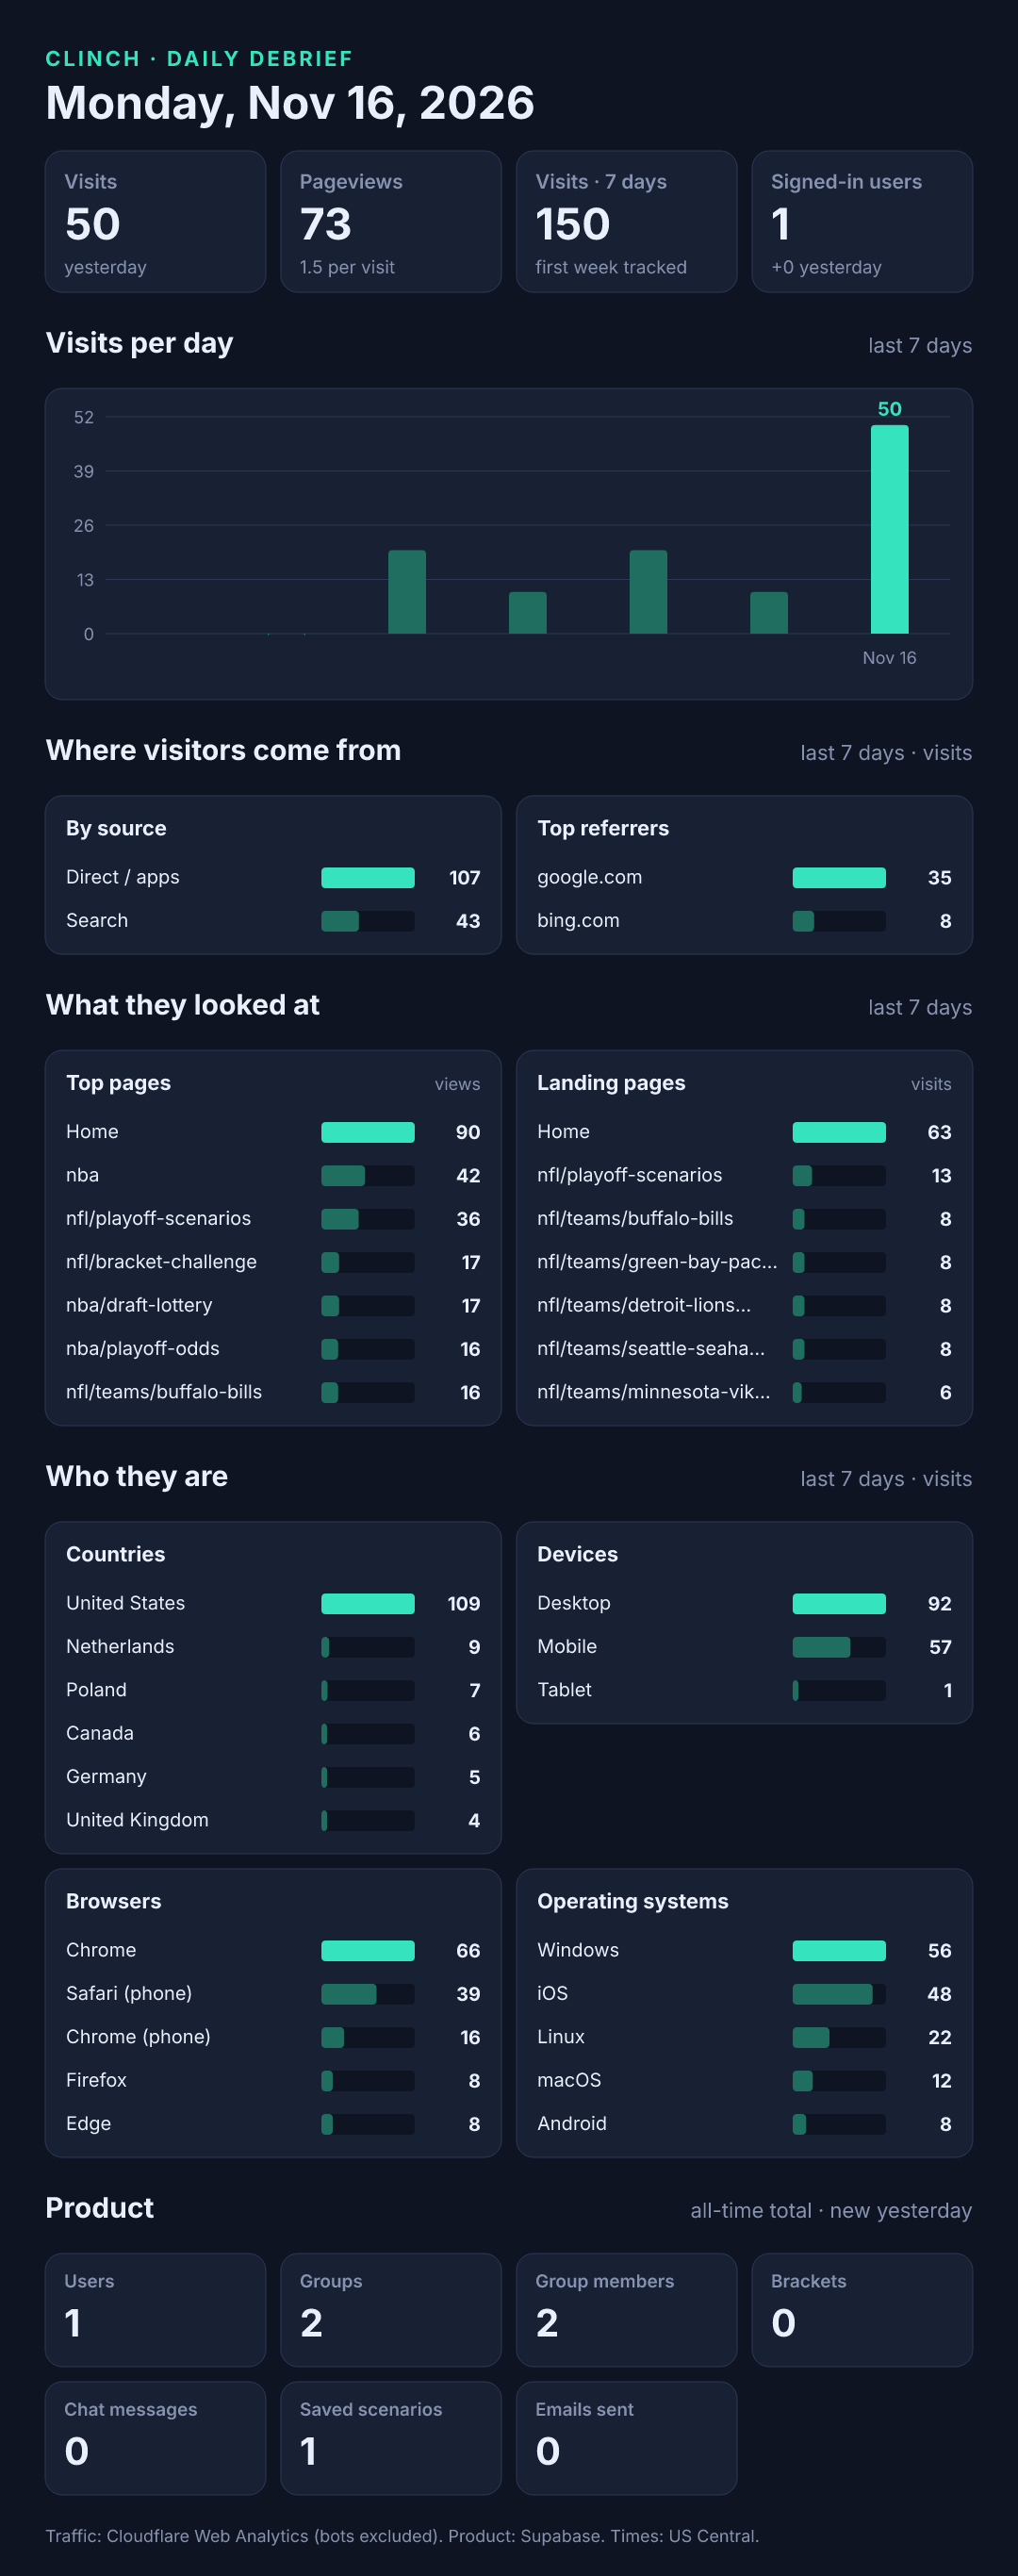 CLINCH · DAILY DEBRIEF
Monday, Nov 16, 2026
Visits
50
yesterday
Pageviews
73
1.5 per visit
Visits · 7 days
150
first week tracked
Signed-in users
1
+0 yesterday
Visits per day
last 7 days
52
39
26
13
0
50
Nov 16
Where visitors come from
last 7 days · visits
By source
Direct / apps 107
Search 43
Top referrers
google.com 35
bing.com 8
What they looked at
last 7 days
Top pages views
Home 90
nba 42
nfl/playoff-scenarios 36
nfl/bracket-challenge 17
nba/draft-lottery 17
nba/playoff-odds 16
nfl/teams/buffalo-bills 16
Landing pages visits
Home 63
nfl/playoff-scenarios 13
nfl/teams/buffalo-bills 8
nfl/teams/green-bay-pac... 8
nfl/teams/detroit-lions... 8
nfl/teams/seattle-seaha... 8
nfl/teams/minnesota-vik... 6
Who they are
last 7 days · visits
Countries
United States 109
Netherlands 9
Poland 7
Canada 6
Germany 5
United Kingdom 4
Devices
Desktop 92
Mobile 57
Tablet 1
Browsers
Chrome 66
Safari (phone) 39
Chrome (phone) 16
Firefox 8
Edge 8
Operating systems
Windows 56
iOS 48
Linux 22
macOS 12
Android 8
Product
all-time total · new yesterday
Users
1
Groups
2
Group members
2
Brackets
0
Chat messages
0
Saved scenarios
1
Emails sent
0
Traffic: Cloudflare Web Analytics (bots excluded). Product: Supabase. Times: US Central.